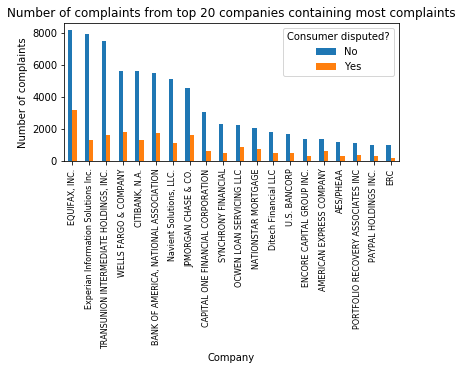 Number of complaints from top 20 companies containing most complaints
Number of complaints
8000
6000
4000
2000
0
Consumer disputed?
No
Yes
EQUIFAX, INC.
Experian Information Solutions Inc.
TRANSUNION INTERMEDIATE HOLDINGS, INC.
WELLS FARGO & COMPANY
CITIBANK, N.A.
BANK OF AMERICA, NATIONAL ASSOCIATION
Navient Solutions, LLC.
JPMORGAN CHASE & CO.
CAPITAL ONE FINANCIAL CORPORATION
SYNCHRONY FINANCIAL
OCWEN LOAN SERVICING LLC
NATIONSTAR MORTGAGE
Ditech Financial LLC
U.S. BANCORP
ENCORE CAPITAL GROUP INC.
AMERICAN EXPRESS COMPANY
AES/PHEAA
PORTFOLIO RECOVERY ASSOCIATES INC
PAYPAL HOLDINGS INC.
ERC
Company